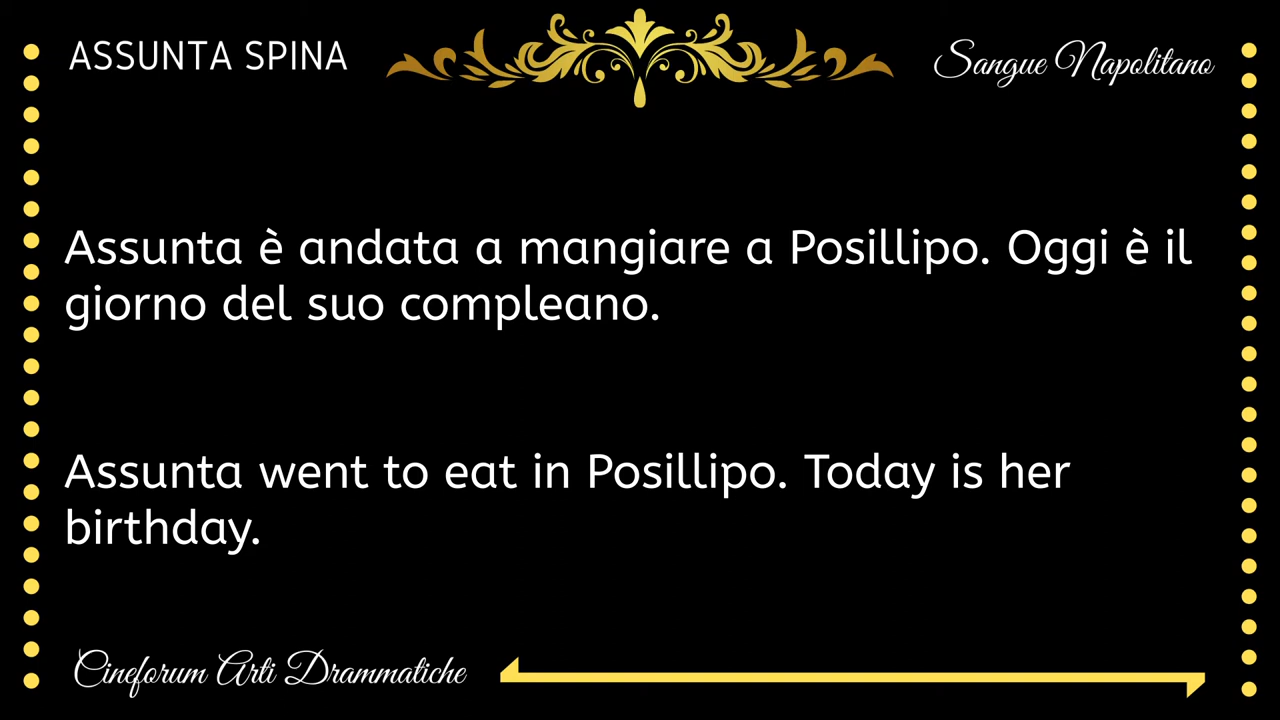 ASSUNTA SPINA
Sangue Napolitano
Assunta è andata a mangiare a Posillipo. Oggi è il
giorno del suo compleano.
Assunta went to eat in Posillipo. Today is her
birthday.
Cineforum Arti Drammatiche